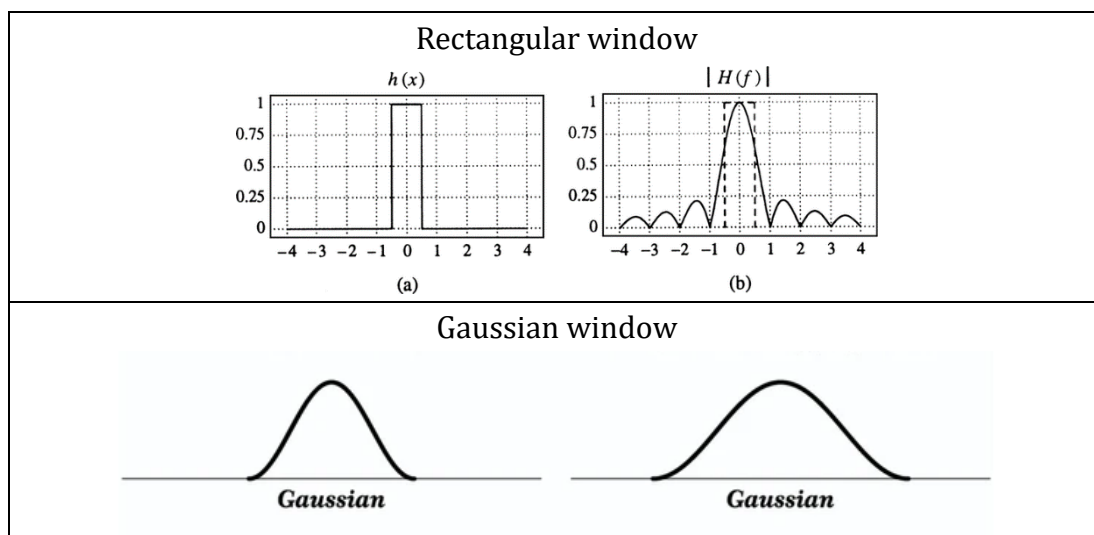 Rectangular window
h(x)
1
0.75
0.5
0.25
0
−4 −3 −2 −1 0 1 2 3 4
(a)
| H(f) |
1
0.75
0.5
0.25
0
−4 −3 −2 −1 0 1 2 3 4
(b)
Gaussian window
Gaussian
Gaussian